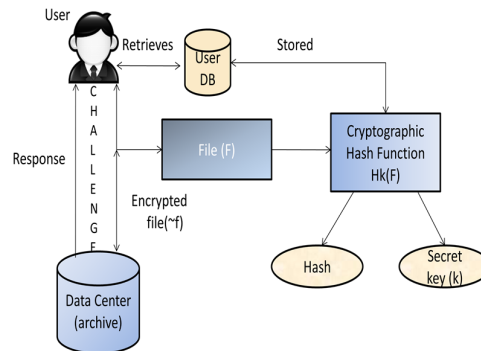 User
Retrieves
Stored
User
DB
CHALLENGE
Response
File (F)
Cryptographic
Hash Function
Hk(F)
Encrypted
file(~f)
Hash
Secret
key (k)
Data Center
(archive)